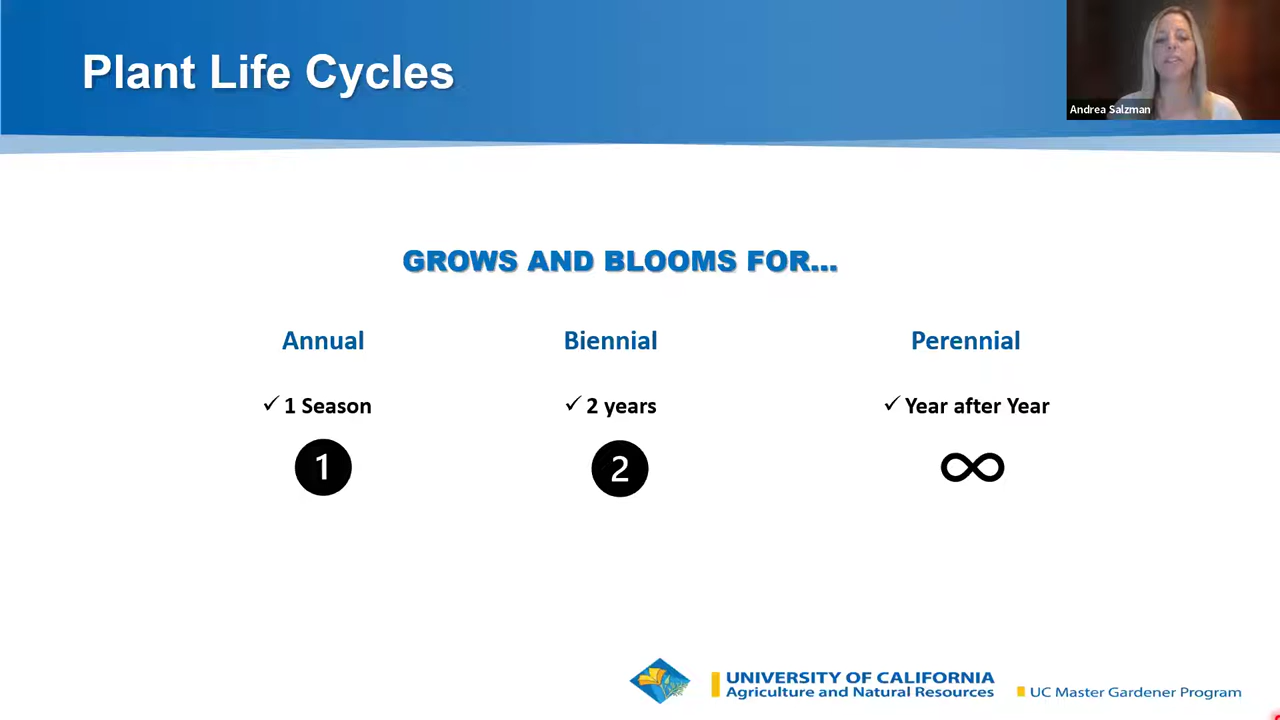 Plant Life Cycles
Andrea Salzman
GROWS AND BLOOMS FOR...
Annual
Biennial
Perennial
✓ 1 Season
✓ 2 years
✓ Year after Year
1
2
∞
UNIVERSITY OF CALIFORNIA
Agriculture and Natural Resources
UC Master Gardener Program